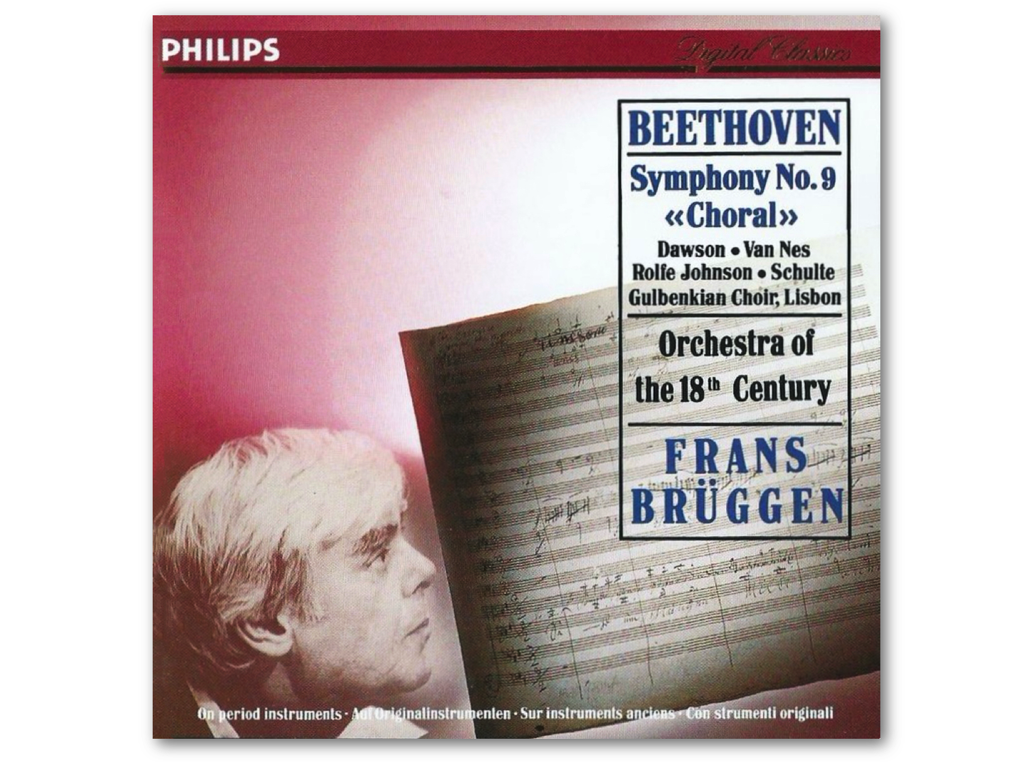 PHILIPS
Digital Classics
BEETHOVEN
Symphony No. 9
«Choral»
Dawson • Van Nes
Rolfe Johnson • Schulte
Gulbenkian Choir, Lisbon
Orchestra of
the 18th Century
FRANS
BRÜGGEN
On period instruments · Auf Originalinstrumenten · Sur instruments anciens · Con strumenti originali